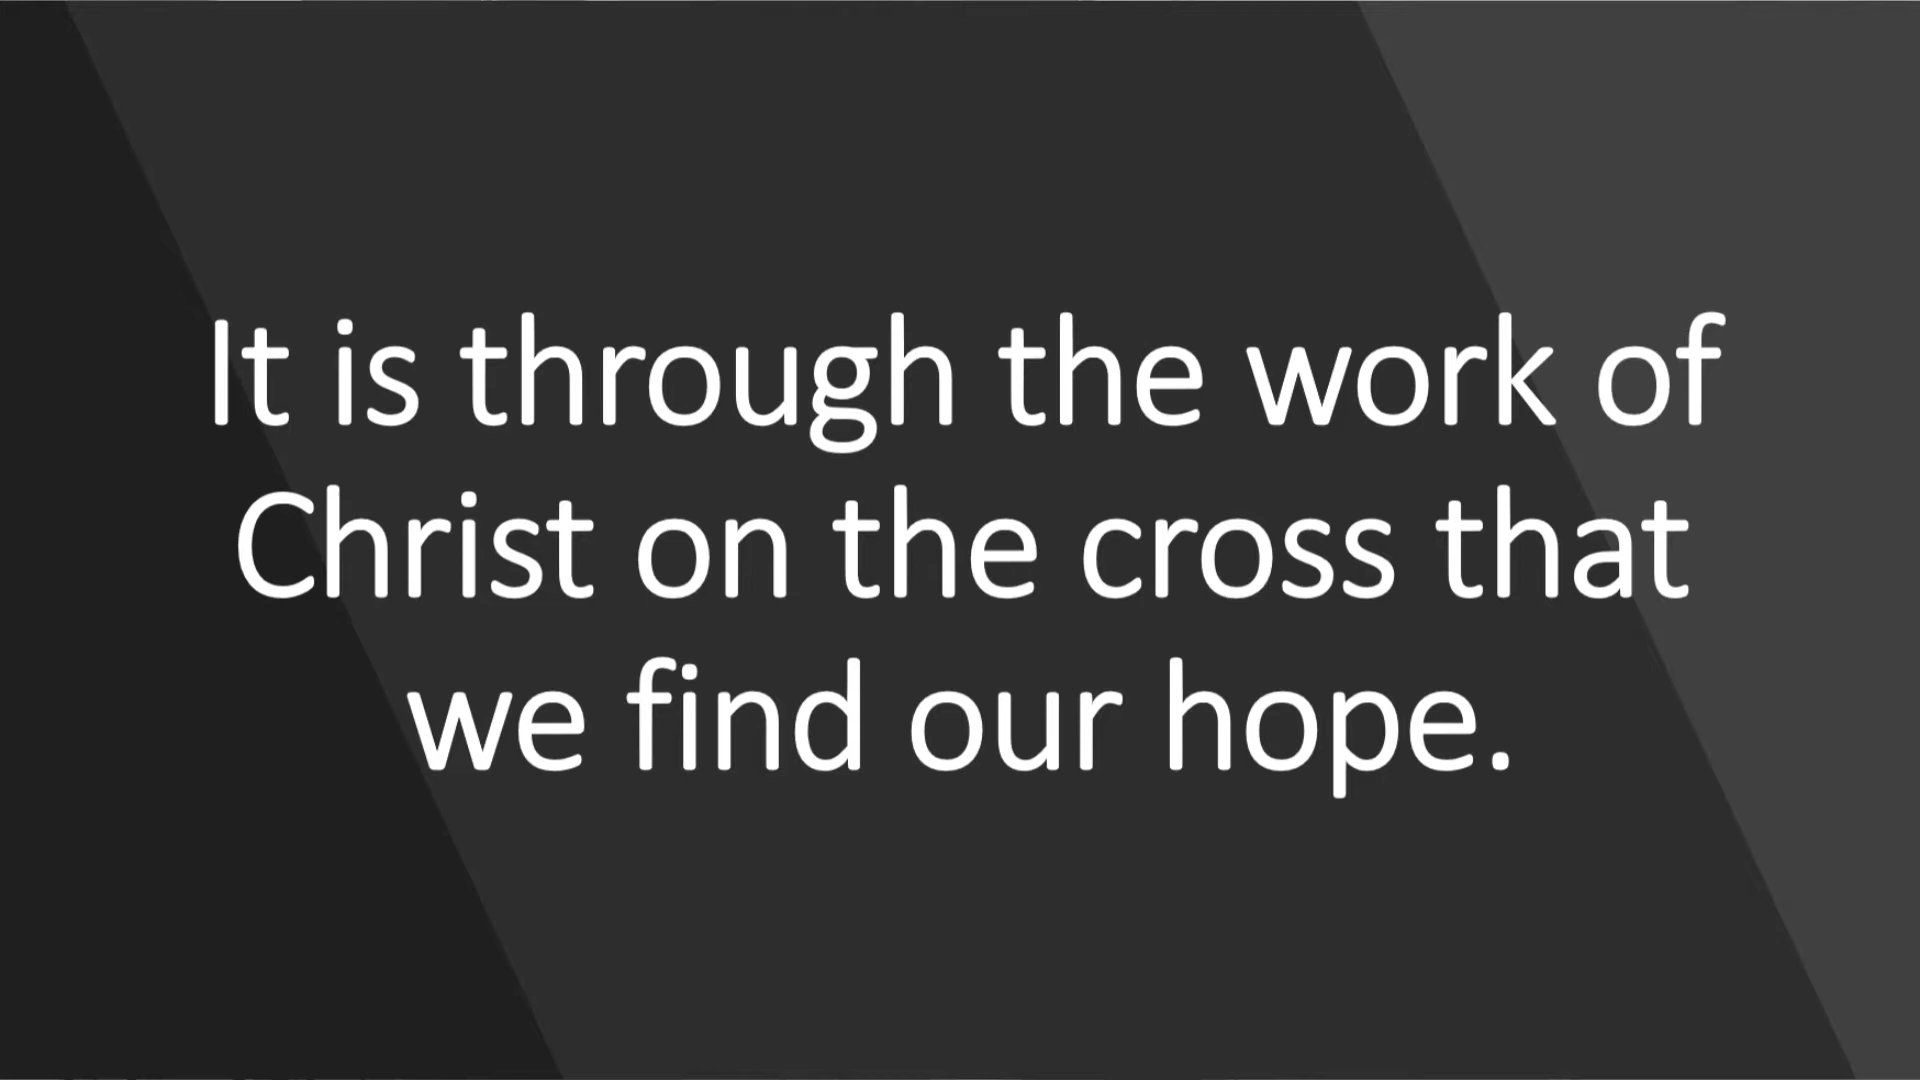 It is through the work of
Christ on the cross that
we find our hope.